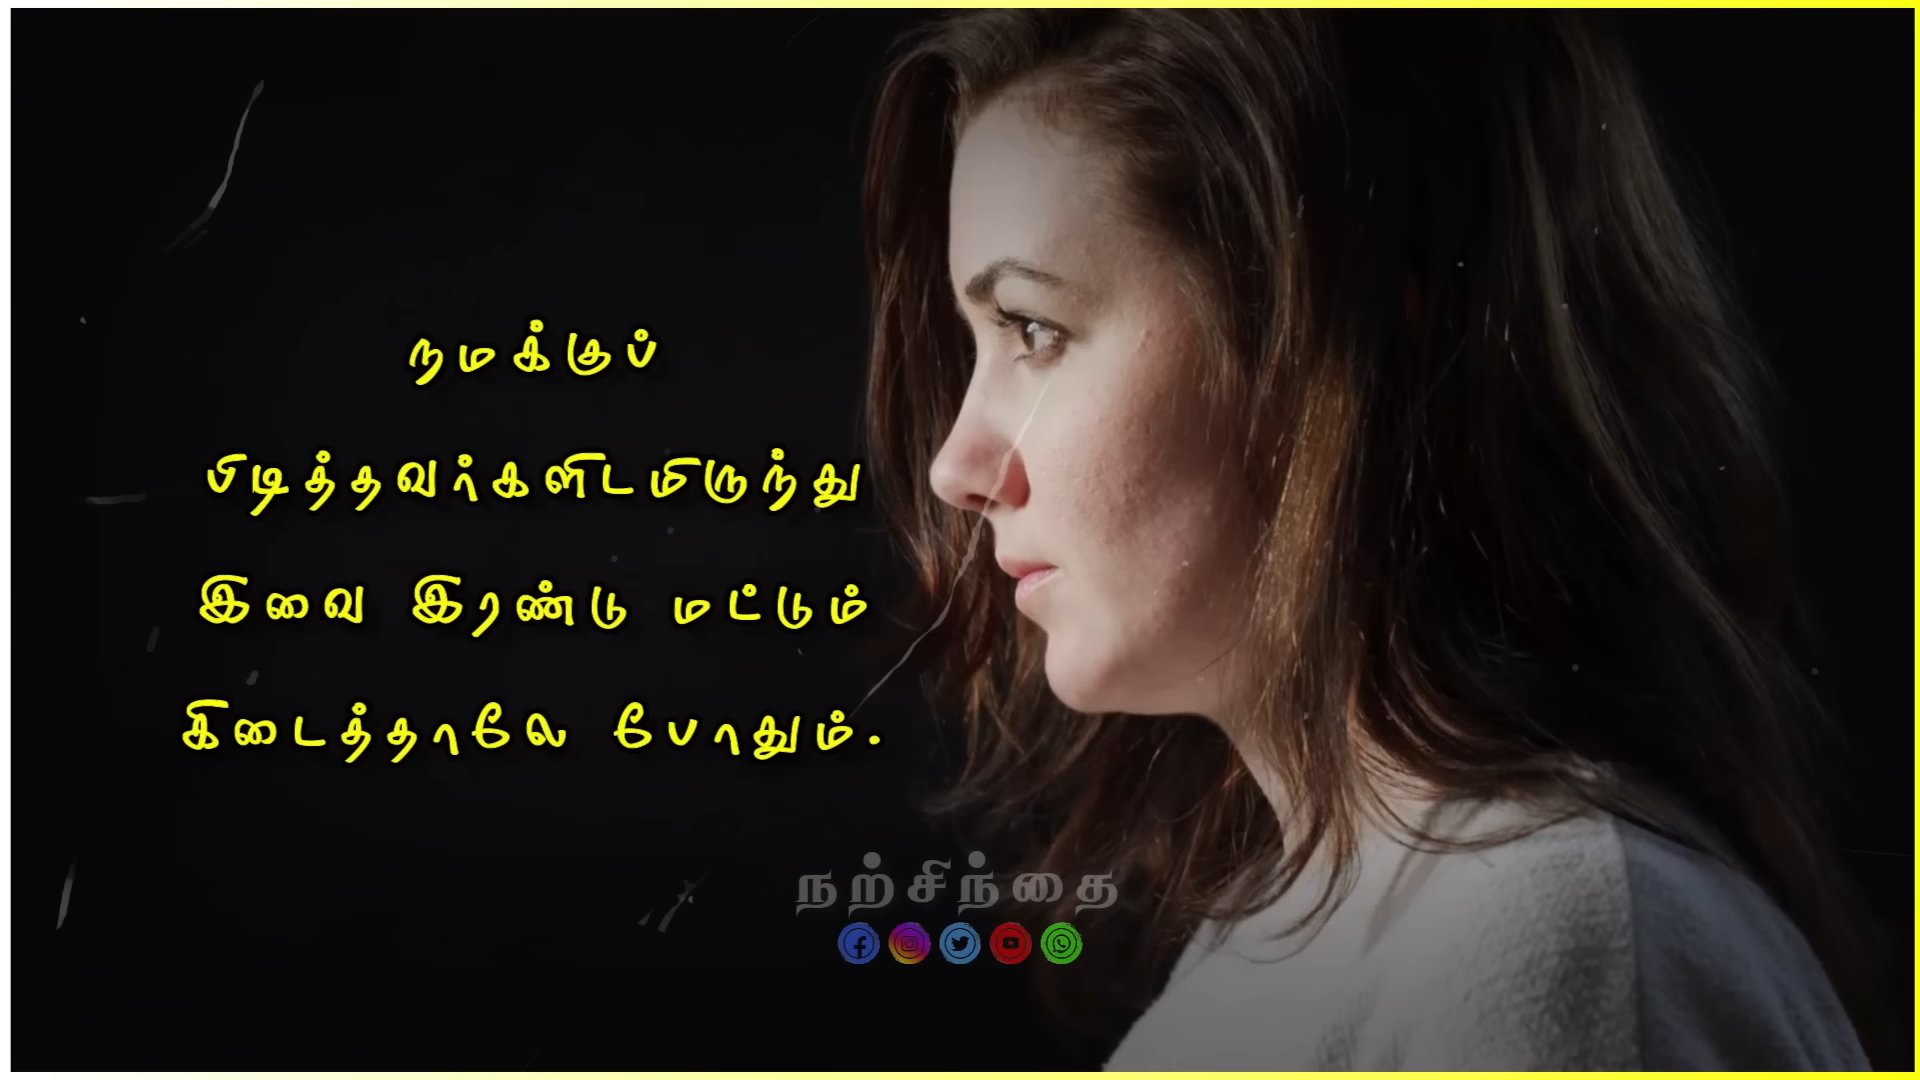 நமக்குப்
பிடித்தவர்களிடமிருந்து
இவை இரண்டு மட்டும்
கிடைத்தாலே போதும்.
நற்சிந்தை